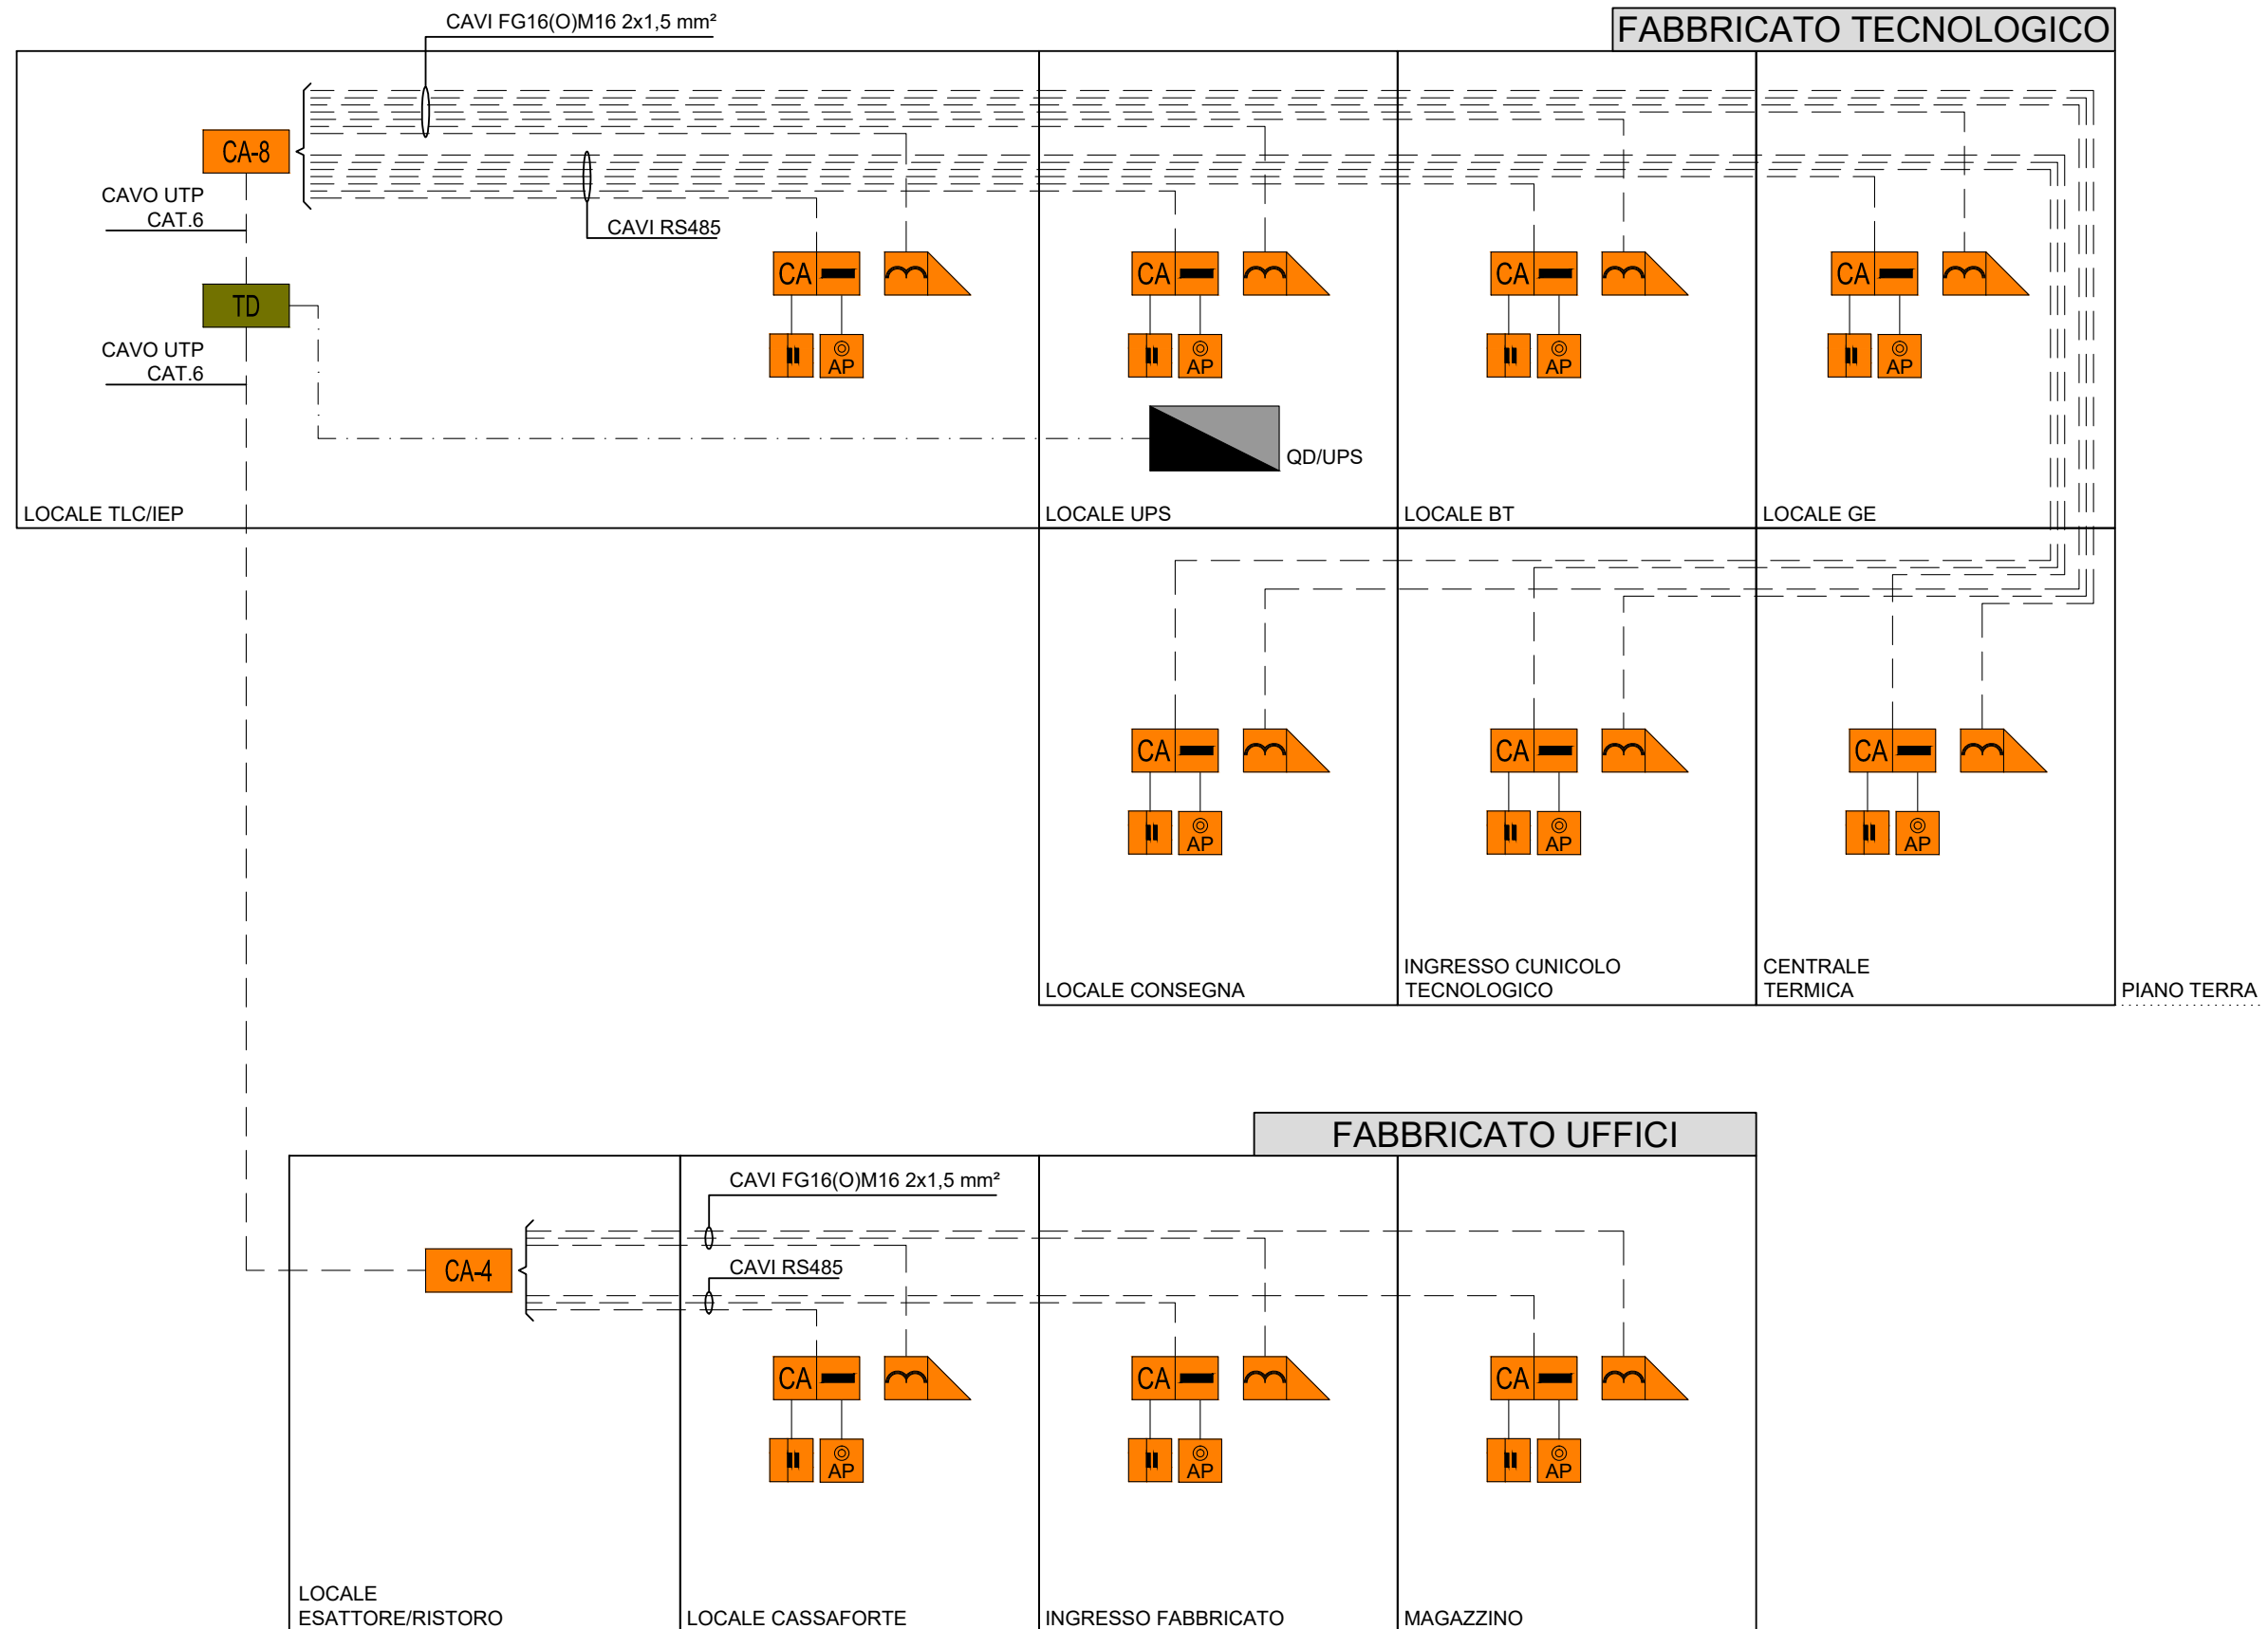 CAVI FG16(O)M16 2x1,5 mm²
FABBRICATO TECNOLOGICO
CA-8
CAVO UTP
CAT.6
CAVI RS485
CA
CA
CA
CA
TD
CAVO UTP
CAT.6
AP
AP
AP
AP
QD/UPS
LOCALE TLC/IEP
LOCALE UPS
LOCALE BT
LOCALE GE
CA
CA
CA
AP
AP
AP
LOCALE CONSEGNA
INGRESSO CUNICOLO
TECNOLOGICO
CENTRALE
TERMICA
PIANO TERRA
FABBRICATO UFFICI
CAVI FG16(O)M16 2x1,5 mm²
CA-4
CAVI RS485
CA
CA
CA
AP
AP
AP
LOCALE
ESATTORE/RISTORO
LOCALE CASSAFORTE
INGRESSO FABBRICATO
MAGAZZINO